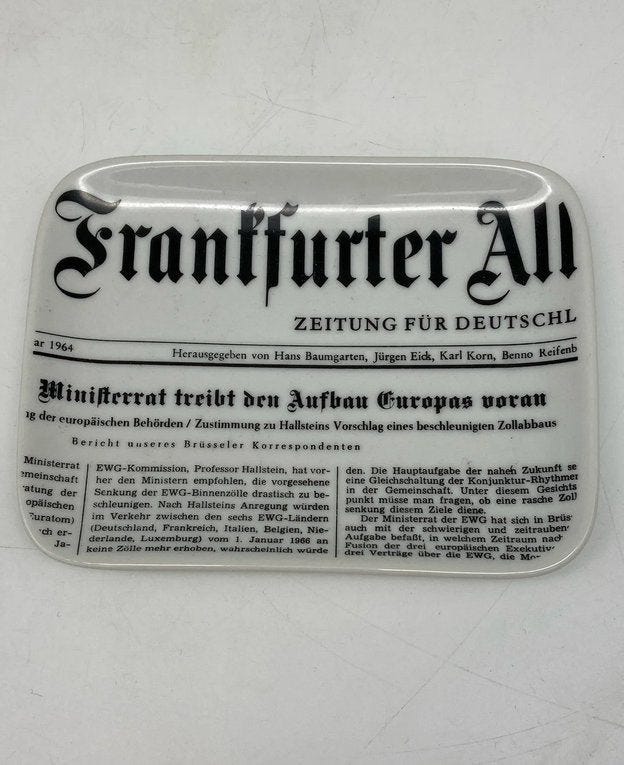 Frankfurter All
ZEITUNG FÜR DEUTSCHL
ar 1964
Herausgegeben von Hans Baumgarten, Jürgen Eick, Karl Korn, Benno Reifenb
Ministerrat treibt den Aufbau Europas voran
ng der europäischen Behörden / Zustimmung zu Hallsteins Vorschlag eines beschleunigten Zollabbaus
Bericht unseres Brüsseler Korrespondenten
Ministerrat
emeinschaft
ratung der
opäischen
Euratom)
ch er-
Ja-
EWG-Kommission, Professor Hallstein, hat vor-
her den Ministern empfohlen, die vorgesehene
Senkung der EWG-Binnenzölle drastisch zu be-
schleunigen. Nach Hallsteins Anregung würden
im Verkehr zwischen den sechs EWG-Ländern
(Deutschland, Frankreich, Italien, Belgien, Nie-
derlande, Luxemburg) vom 1. Januar 1966 an
keine Zölle mehr erhoben, wahrscheinlich würde
den. Die Hauptaufgabe der nahen Zukunft se
eine Gleichschaltung der Konjunktur-Rhythmen
in der Gemeinschaft. Unter diesem Gesichts
punkt müsse man fragen, ob eine rasche Zoll
senkung diesem Ziele diene.
Der Ministerrat der EWG hat sich in Brüs
auch mit der schwierigen und zeitrauben
Aufgabe befaßt, in welchem Zeitraum nach
Fusion der drei europäischen Exekutiv
drei Verträge über die EWG, die Mo